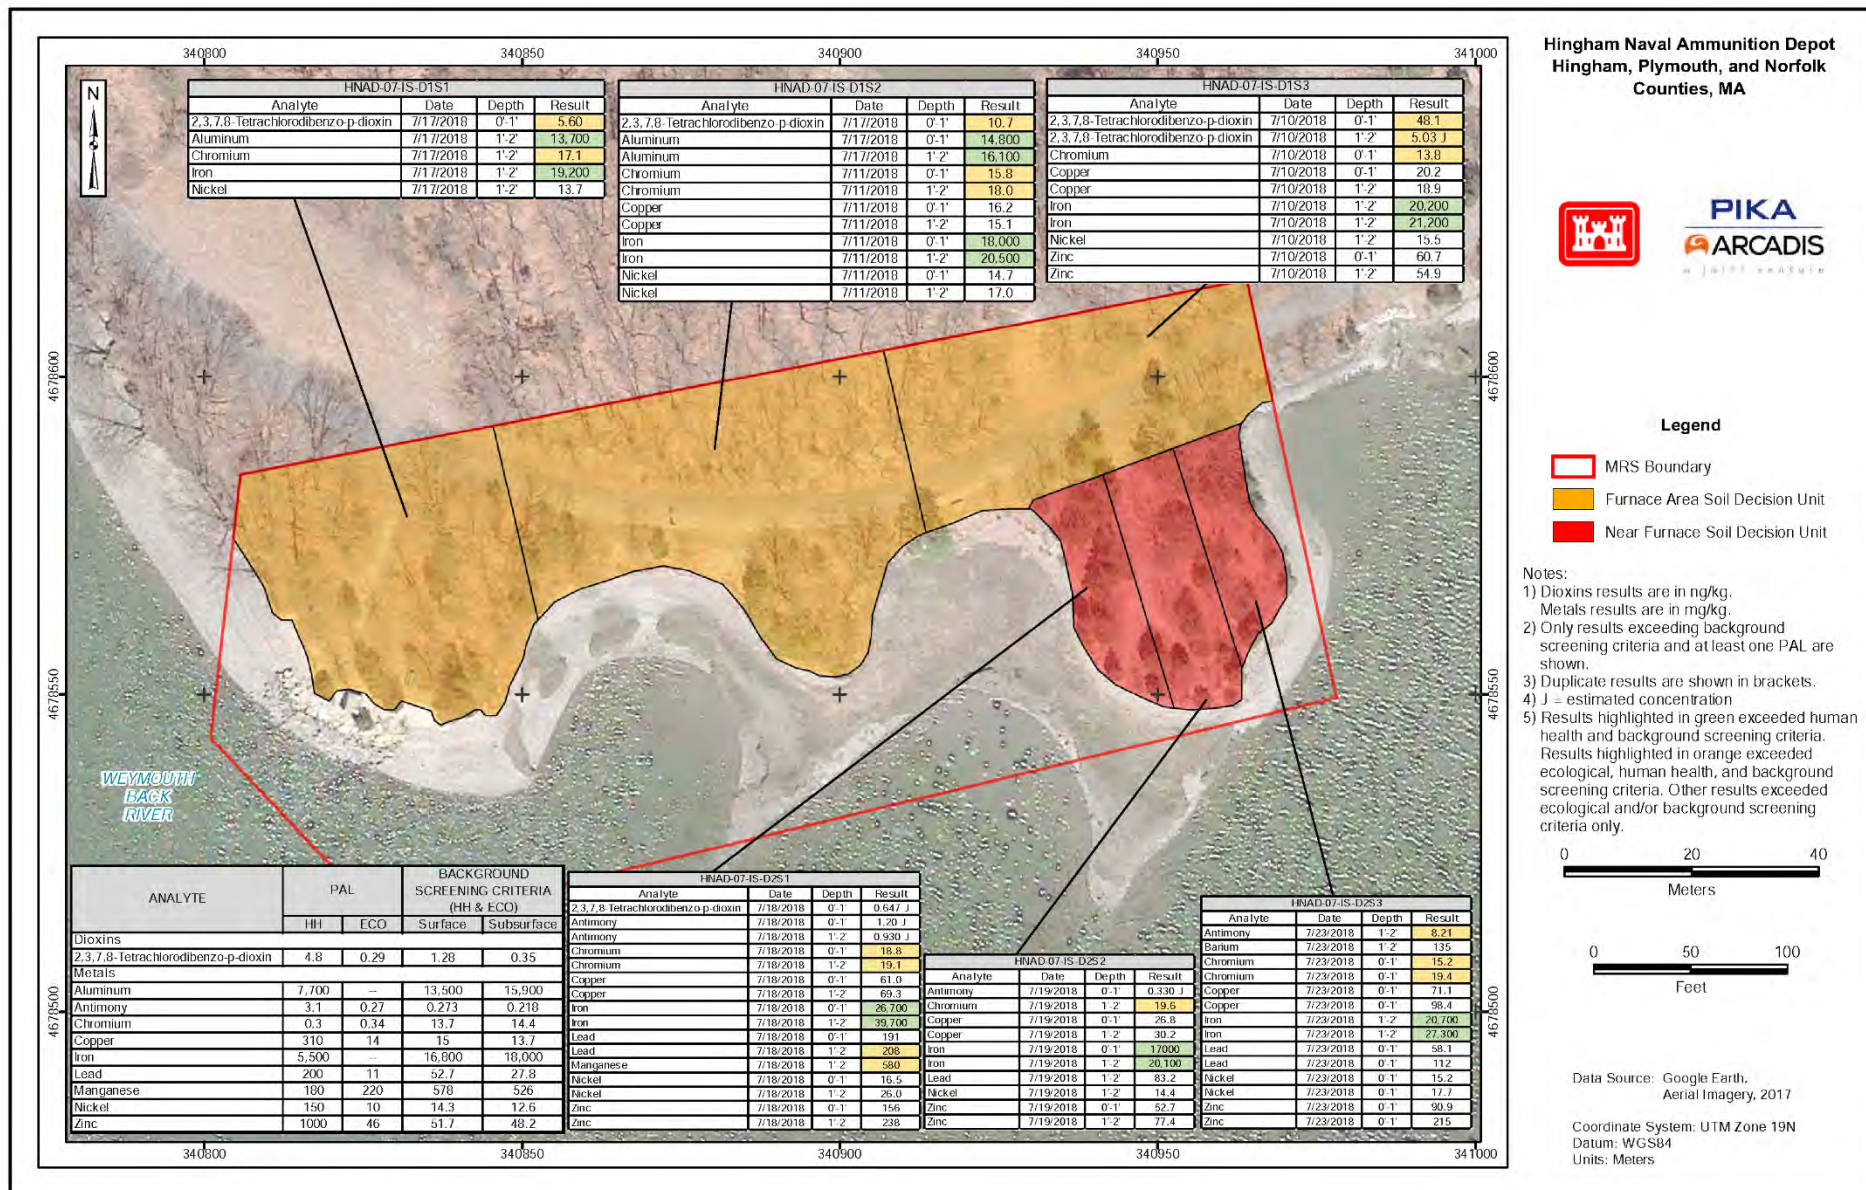 Hingham Naval Ammunition Depot
Hingham, Plymouth, and Norfolk
Counties, MA
340800 340850 340900 340950 341000
N
HNAD-07-IS-D1S1
Analyte Date Depth Result
2,3,7,8-Tetrachlorodibenzo-p-dioxin 7/17/2018 0'-1' 5.60
Aluminum 7/17/2018 1'-2' 13,700
Chromium 7/17/2018 1'-2' 17.1
Iron 7/17/2018 1'-2' 19,200
Nickel 7/17/2018 1'-2' 13.7
HNAD-07-IS-D1S2
Analyte Date Depth Result
2,3,7,8-Tetrachlorodibenzo-p-dioxin 7/17/2018 0'-1' 10.7
Aluminum 7/17/2018 0'-1' 14,800
Aluminum 7/17/2018 1'-2' 16,100
Chromium 7/11/2018 0'-1' 15.8
Chromium 7/11/2018 1'-2' 18.0
Copper 7/11/2018 0'-1' 16.2
Copper 7/11/2018 1'-2' 15.1
Iron 7/11/2018 0'-1' 18,000
Iron 7/11/2018 1'-2' 20,500
Nickel 7/11/2018 0'-1' 14.7
Nickel 7/11/2018 1'-2' 17.0
HNAD-07-IS-D1S3
Analyte Date Depth Result
2,3,7,8-Tetrachlorodibenzo-p-dioxin 7/10/2018 0'-1' 48.1
2,3,7,8-Tetrachlorodibenzo-p-dioxin 7/10/2018 1'-2' 5.03 J
Chromium 7/10/2018 0'-1' 13.8
Copper 7/10/2018 0'-1' 20.2
Copper 7/10/2018 1'-2' 18.9
Iron 7/10/2018 1'-2' 20,200
Iron 7/10/2018 1'-2' 21,200
Nickel 7/10/2018 1'-2' 15.5
Zinc 7/10/2018 0'-1' 60.7
Zinc 7/10/2018 1'-2' 54.9
PIKA
ARCADIS
a joint venture
4678600 4678600
4678550 4678550
4678500 4678500
Legend
MRS Boundary
Furnace Area Soil Decision Unit
Near Furnace Soil Decision Unit
Notes:
1) Dioxins results are in ng/kg.
Metals results are in mg/kg.
2) Only results exceeding background
screening criteria and at least one PAL are
shown.
3) Duplicate results are shown in brackets.
4) J = estimated concentration
5) Results highlighted in green exceeded human
health and background screening criteria.
Results highlighted in orange exceeded
ecological, human health, and background
screening criteria. Other results exceeded
ecological and/or background screening
criteria only.
WEYMOUTH
BACK
RIVER
ANALYTE PAL BACKGROUND
SCREENING CRITERIA
(HH & ECO)
HH ECO Surface Subsurface
Dioxins
2,3,7,8-Tetrachlorodibenzo-p-dioxin 4.8 0.29 1.28 0.35
Metals
Aluminum 7,700 -- 13,500 15,900
Antimony 3.1 0.27 0.273 0.218
Chromium 0.3 0.34 13.7 14.4
Copper 310 14 15 13.7
Iron 5,500 -- 16,800 18,000
Lead 200 11 52.7 27.8
Manganese 180 220 578 526
Nickel 150 10 14.3 12.6
Zinc 1000 46 51.7 48.2
HNAD-07-IS-D2S1
Analyte Date Depth Result
2,3,7,8-Tetrachlorodibenzo-p-dioxin 7/18/2018 0'-1' 0.647 J
Antimony 7/18/2018 0'-1' 1.20 J
Antimony 7/18/2018 1'-2' 0.930 J
Chromium 7/18/2018 0'-1' 18.8
Chromium 7/18/2018 1'-2' 19.1
Copper 7/18/2018 0'-1' 61.0
Copper 7/18/2018 1'-2' 69.3
Iron 7/18/2018 0'-1' 26,700
Iron 7/18/2018 1'-2' 39,700
Lead 7/18/2018 0'-1' 191
Lead 7/18/2018 1'-2' 208
Manganese 7/18/2018 1'-2' 580
Nickel 7/18/2018 0'-1' 16.5
Nickel 7/18/2018 1'-2' 26.0
Zinc 7/18/2018 0'-1' 156
Zinc 7/18/2018 1'-2' 238
HNAD-07-IS-D2S2
Analyte Date Depth Result
Antimony 7/19/2018 0'-1' 0.330 J
Chromium 7/19/2018 1'-2' 19.6
Copper 7/19/2018 0'-1' 26.8
Copper 7/19/2018 1'-2' 30.2
Iron 7/19/2018 0'-1' 17000
Iron 7/19/2018 1'-2' 20,100
Lead 7/19/2018 1'-2' 83.2
Nickel 7/19/2018 1'-2' 14.4
Zinc 7/19/2018 0'-1' 52.7
Zinc 7/19/2018 1'-2' 77.4
HNAD-07-IS-D2S3
Analyte Date Depth Result
Antimony 7/23/2018 1'-2' 8.21
Barium 7/23/2018 1'-2' 135
Chromium 7/23/2018 0'-1' 15.2
Chromium 7/23/2018 0'-1' 19.4
Copper 7/23/2018 0'-1' 71.1
Copper 7/23/2018 0'-1' 98.4
Iron 7/23/2018 1'-2' 20,700
Iron 7/23/2018 1'-2' 27,300
Lead 7/23/2018 0'-1' 58.1
Lead 7/23/2018 0'-1' 112
Nickel 7/23/2018 0'-1' 15.2
Nickel 7/23/2018 0'-1' 17.7
Zinc 7/23/2018 0'-1' 90.9
Zinc 7/23/2018 0'-1' 215
0 20 40
Meters
0 50 100
Feet
Data Source: Google Earth,
Aerial Imagery, 2017
Coordinate System: UTM Zone 19N
Datum: WGS84
Units: Meters
340800 340850 340900 340950 341000